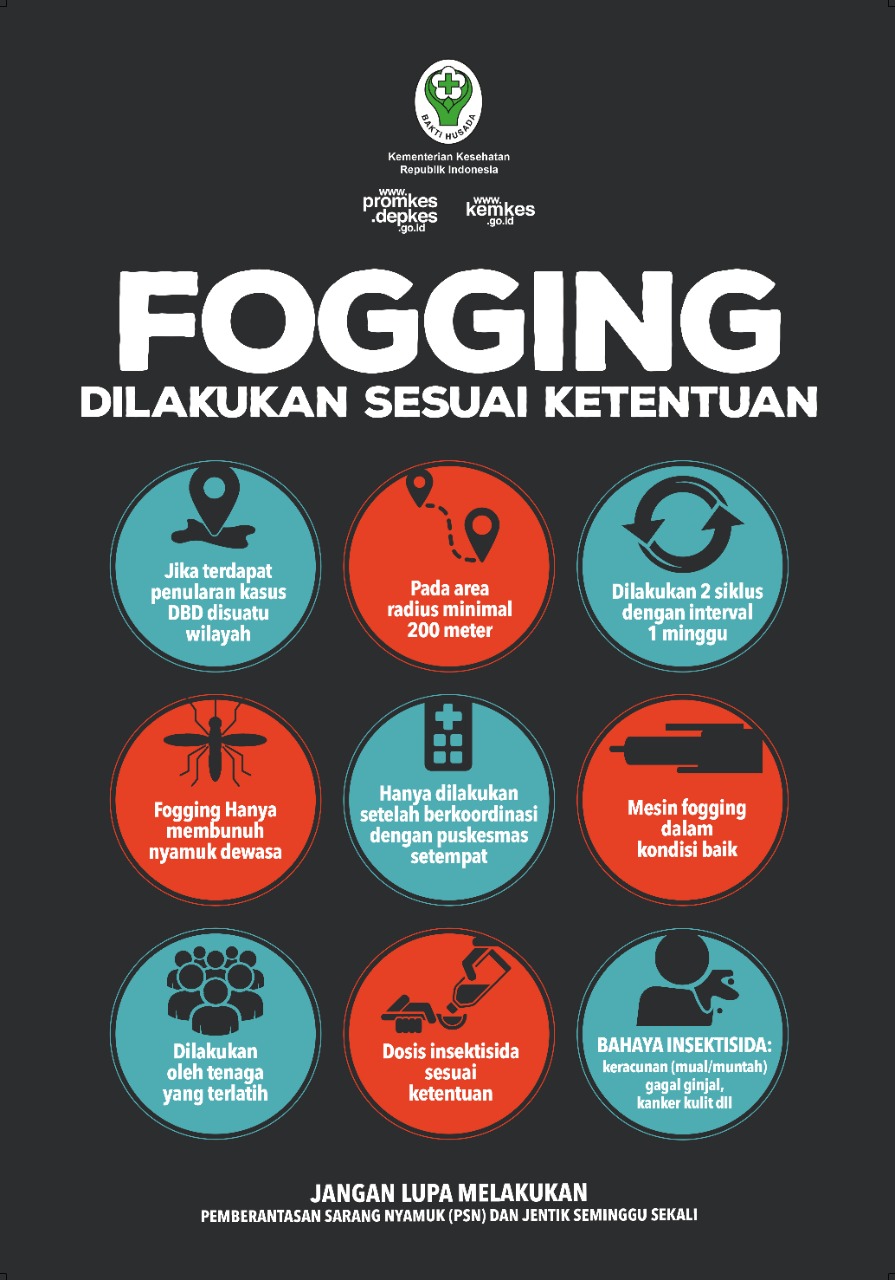 BAKTI HUSADA
Kementerian Kesehatan
Republik Indonesia
www.
promkes
.depkes
.go.id
www.
kemkes
.go.id
FOGGING
DILAKUKAN SESUAI KETENTUAN
Jika terdapat
penularan kasus
DBD disuatu
wilayah
Pada area
radius minimal
200 meter
Dilakukan 2 siklus
dengan interval
1 minggu
Fogging Hanya
membunuh
nyamuk dewasa
Hanya dilakukan
setelah berkoordinasi
dengan puskesmas
setempat
Mesin fogging
dalam
kondisi baik
Dilakukan
oleh tenaga
yang terlatih
Dosis insektisida
sesuai
ketentuan
BAHAYA INSEKTISIDA:
keracunan (mual/muntah)
gagal ginjal,
kanker kulit dll
JANGAN LUPA MELAKUKAN
PEMBERANTASAN SARANG NYAMUK (PSN) DAN JENTIK SEMINGGU SEKALI